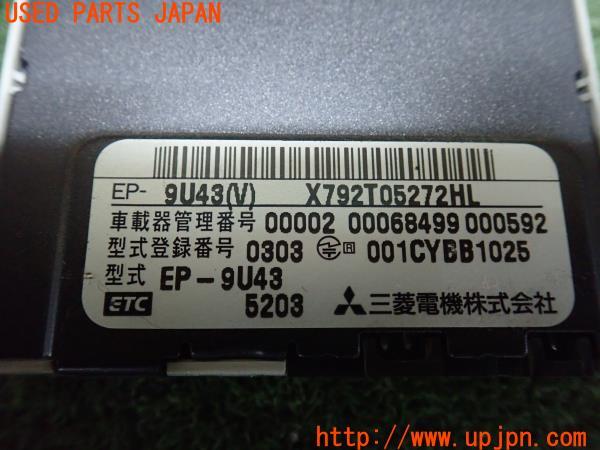 USED PARTS JAPAN
EP- 9U43(V) X792T05272HL
車載器管理番号 00002 00068499 000592
型式登録番号 0303 R 001CYBB1025
型式 EP-9U43
ETC 5203 三菱電機株式会社
http://www.upjpn.com/